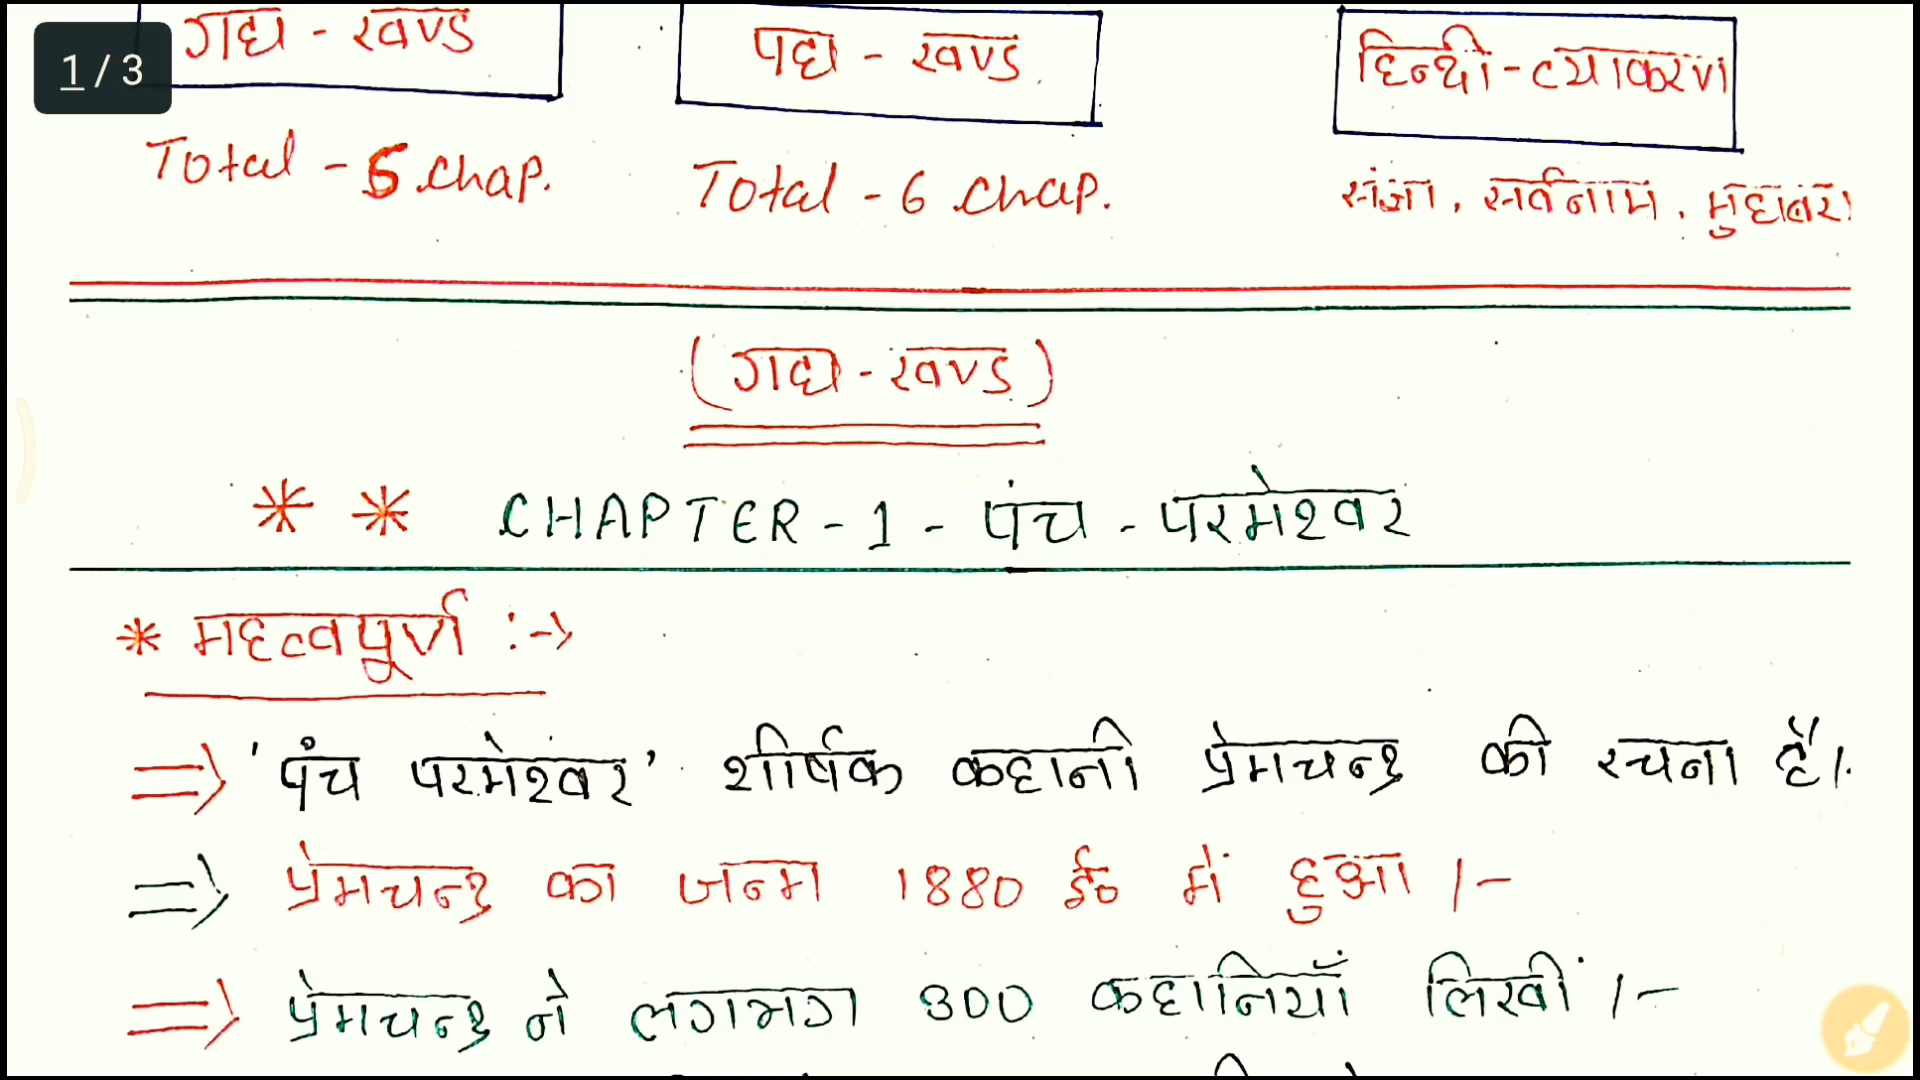 गद्य - खण्ड
1 / 3
पद्य - खण्ड
हिन्दी - व्याकरण
Total - 6 chap.
Total - 6 chap.
संज्ञा, सर्वनाम, मुहावरा
(गद्य - खण्ड)
** CHAPTER - 1 - पंच - परमेश्वर
* महत्वपूर्ण :->
=> 'पंच परमेश्वर' शीर्षक कहानी प्रेमचन्द्र की रचना है।
=> प्रेमचन्द्र का जन्म 1880 ई० में हुआ।-
=> प्रेमचन्द्र ने लगभग 300 कहानियाँ लिखीं।-